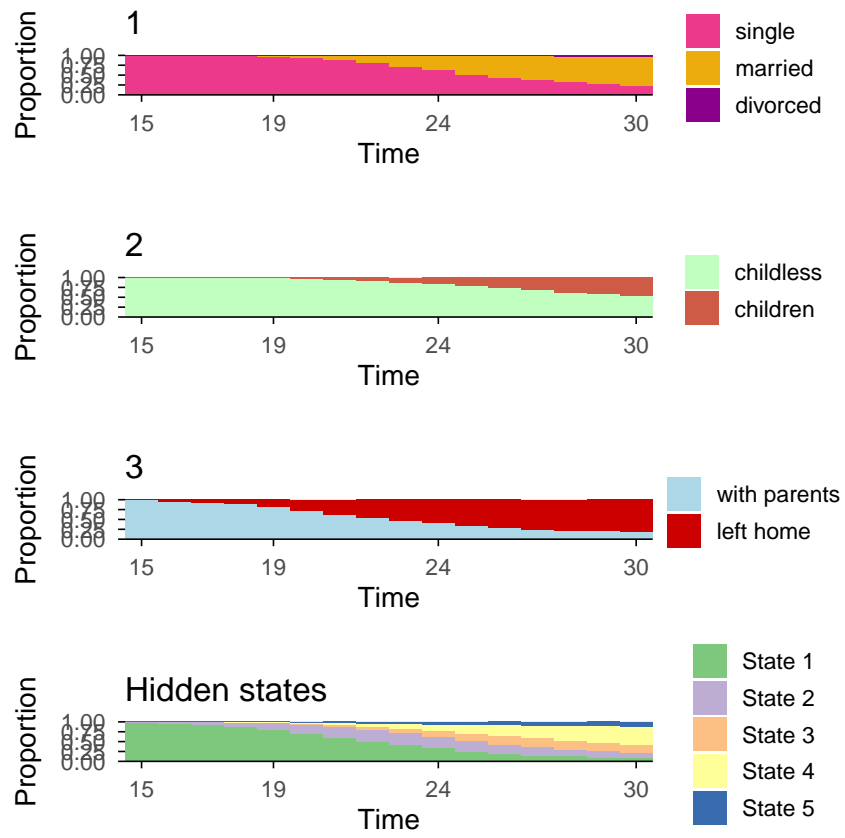 1
Proportion
1.00
0.75
0.50
0.25
0.00
15 19 24 30
Time
single
married
divorced
2
Proportion
1.00
0.75
0.50
0.25
0.00
15 19 24 30
Time
childless
children
3
Proportion
1.00
0.75
0.50
0.25
0.00
15 19 24 30
Time
with parents
left home
Hidden states
Proportion
1.00
0.75
0.50
0.25
0.00
15 19 24 30
Time
State 1
State 2
State 3
State 4
State 5